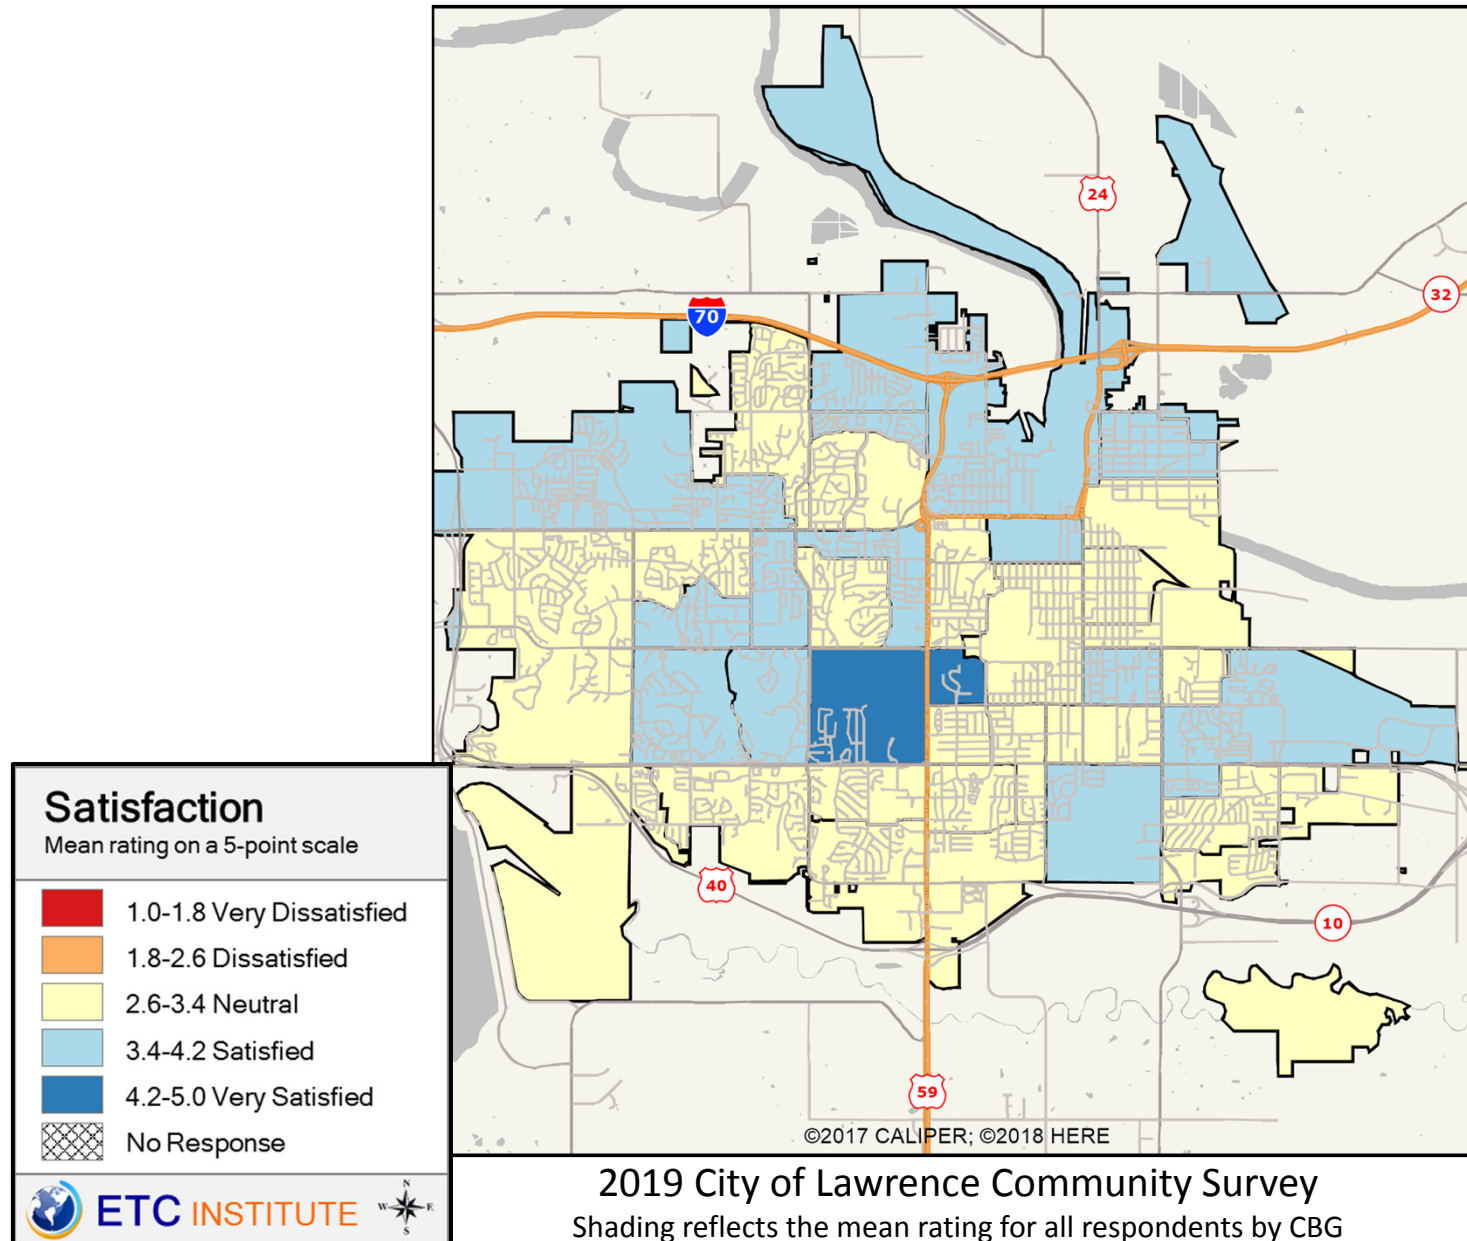 24
32
70
40
10
59
©2017 CALIPER; ©2018 HERE
Satisfaction
Mean rating on a 5-point scale
1.0-1.8 Very Dissatisfied
1.8-2.6 Dissatisfied
2.6-3.4 Neutral
3.4-4.2 Satisfied
4.2-5.0 Very Satisfied
No Response
ETC INSTITUTE
N
W E
S
2019 City of Lawrence Community Survey
Shading reflects the mean rating for all respondents by CBG